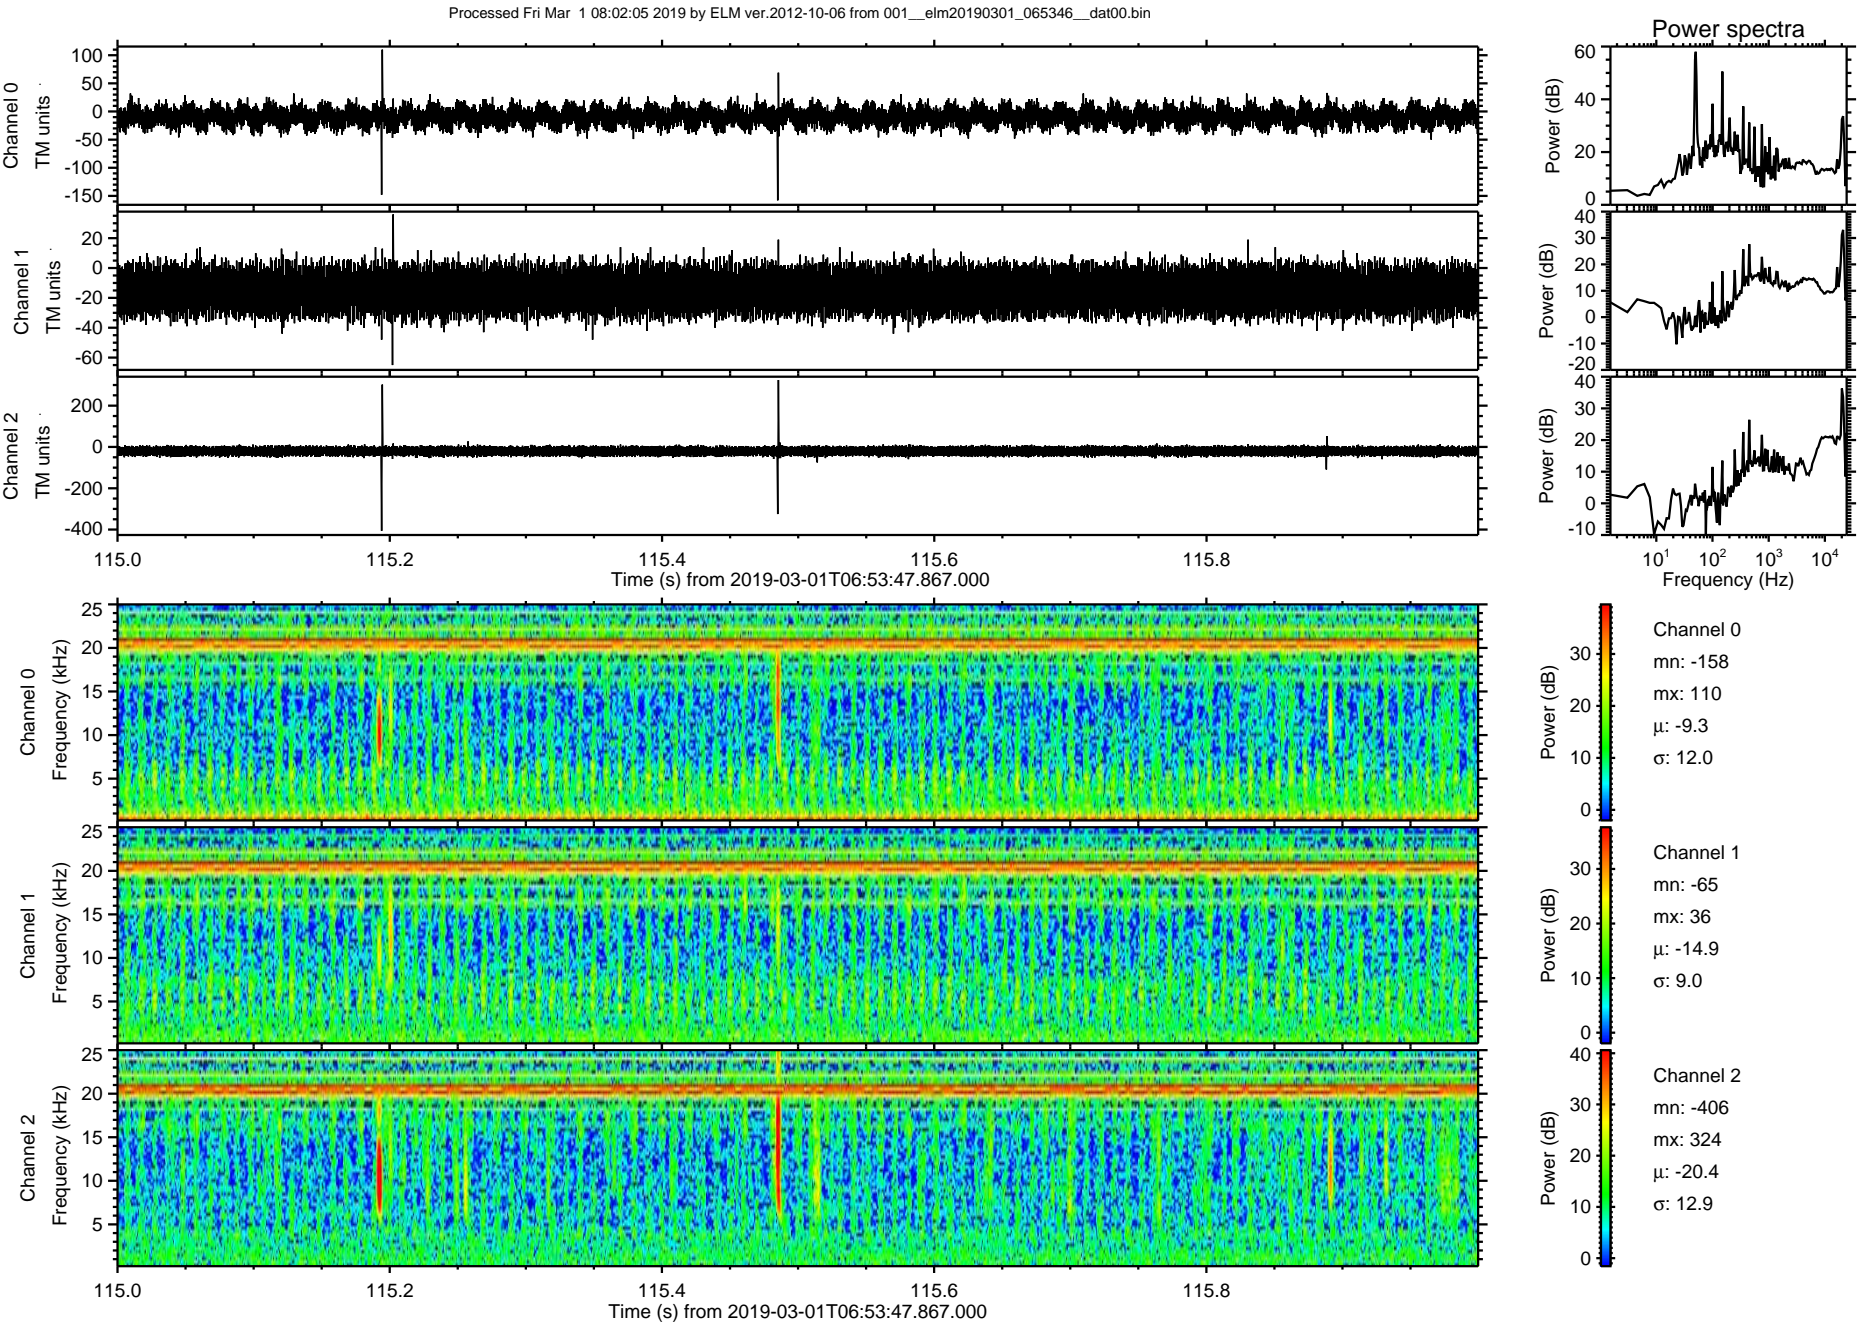 Processed Fri Mar  1 08:02:05 2019 by ELM ver.2012-10-06 from 001__elm20190301_065346__dat00.bin
Power spectra
Channel 0
TM units
100
50
0
-50
-100
-150
Power (dB)
60
40
20
0
Channel 1
TM units
20
0
-20
-40
-60
Power (dB)
40
30
20
10
0
-10
-20
Channel 2
TM units
200
0
-200
-400
Power (dB)
40
30
20
10
0
-10
115.0 115.2 115.4 115.6 115.8
Time (s) from 2019-03-01T06:53:47.867.000
10¹ 10² 10³ 10⁴
Frequency (Hz)
Channel 0
Frequency (kHz)
25
20
15
10
5
Power (dB)
30
20
10
0
Channel 0
mn: -158
mx: 110
μ: -9.3
σ: 12.0
Channel 1
Frequency (kHz)
25
20
15
10
5
Power (dB)
30
20
10
0
Channel 1
mn: -65
mx: 36
μ: -14.9
σ: 9.0
Channel 2
Frequency (kHz)
25
20
15
10
5
Power (dB)
40
30
20
10
0
Channel 2
mn: -406
mx: 324
μ: -20.4
σ: 12.9
115.0 115.2 115.4 115.6 115.8
Time (s) from 2019-03-01T06:53:47.867.000